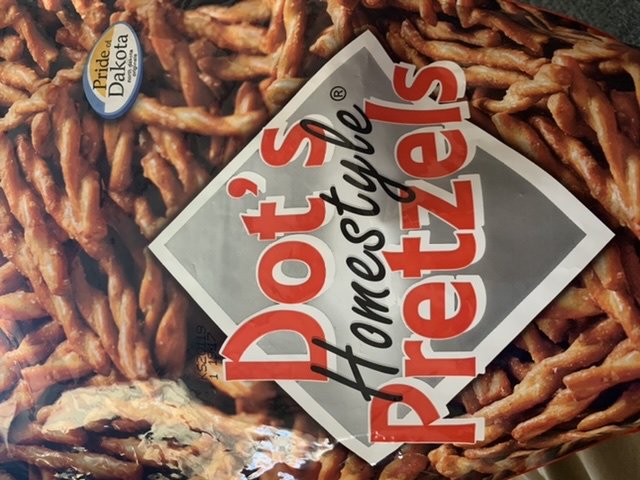 Pride of
Dakota
Dot's
Homestyle®
Pretzels